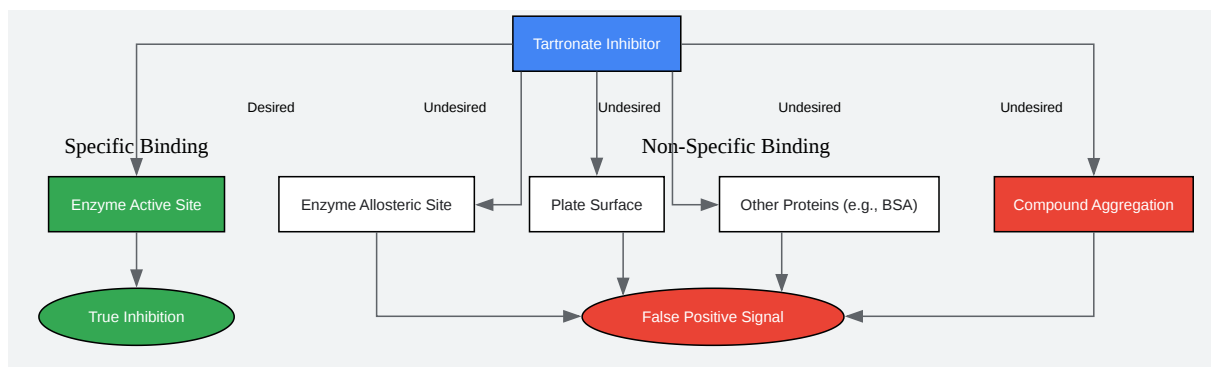 Tartronate Inhibitor
Desired
Undesired
Undesired
Undesired
Undesired
Specific Binding
Non-Specific Binding
Enzyme Active Site
Enzyme Allosteric Site
Plate Surface
Other Proteins (e.g., BSA)
Compound Aggregation
True Inhibition
False Positive Signal